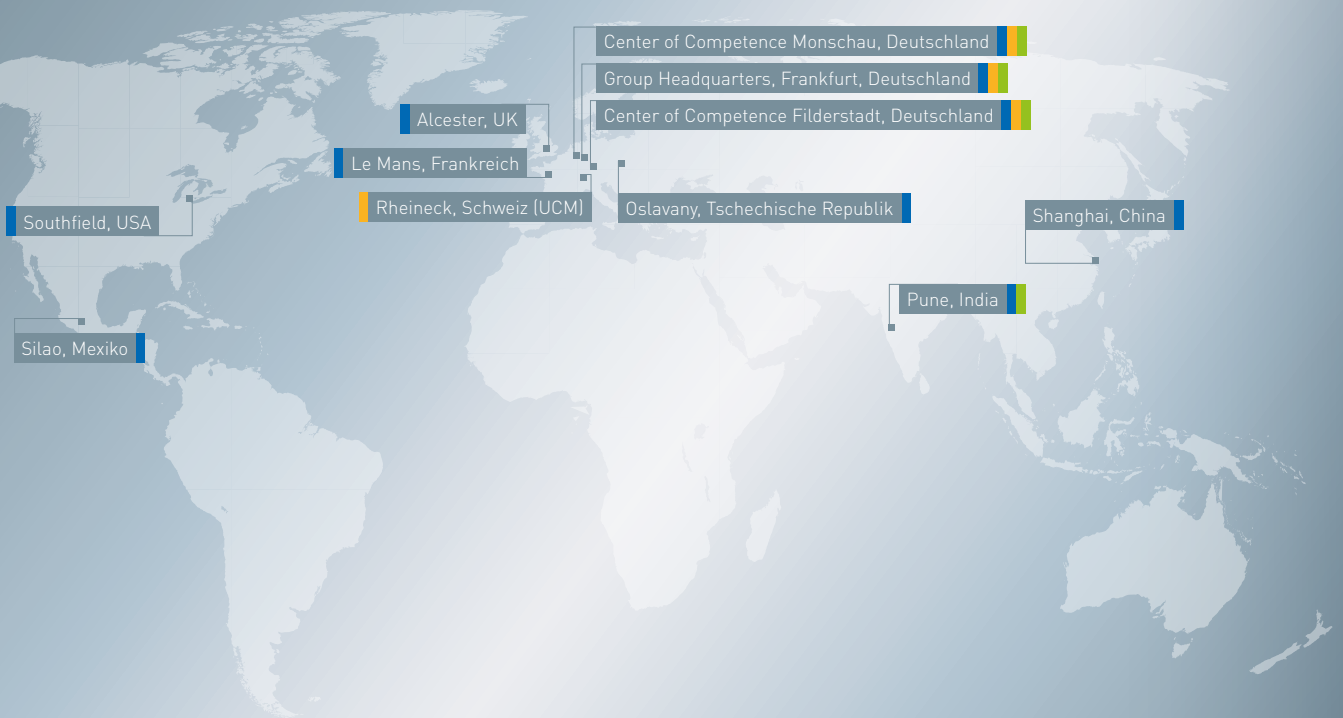 Center of Competence Monschau, Deutschland
Group Headquarters, Frankfurt, Deutschland
Center of Competence Filderstadt, Deutschland
Alcester, UK
Le Mans, Frankreich
Rheineck, Schweiz (UCM)
Oslavany, Tschechische Republik
Southfield, USA
Shanghai, China
Pune, India
Silao, Mexiko